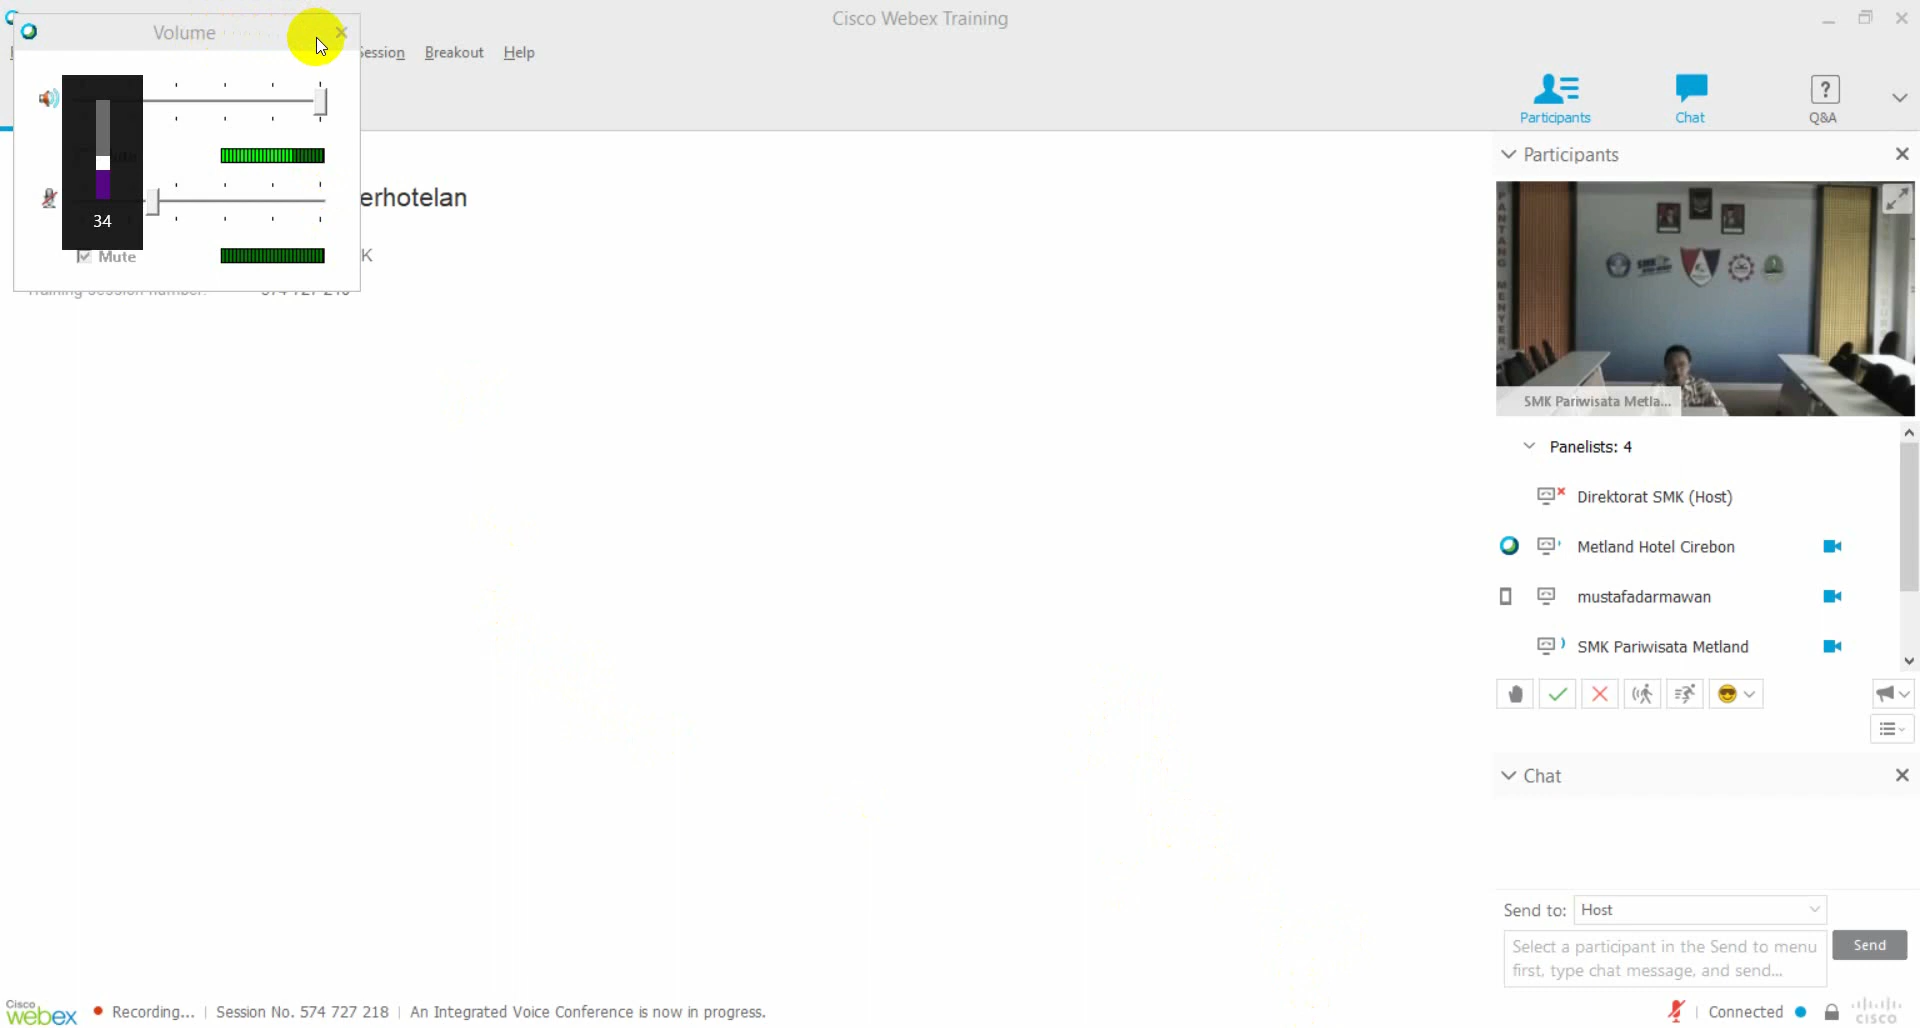 Cisco Webex Training
Volume
Session Breakout Help
34
Mute
erhotelan
K
Participants
Chat
Q&A
Participants
PANTANG MENYER
SMK Pariwisata Metla...
Panelists: 4
Direktorat SMK (Host)
Metland Hotel Cirebon
mustafadarmawan
SMK Pariwisata Metland
Chat
Send to: Host
Select a participant in the Send to menu
first, type chat message, and send...
Send
Cisco webex
Recording... | Session No. 574 727 218 | An Integrated Voice Conference is now in progress.
Connected
CISCO